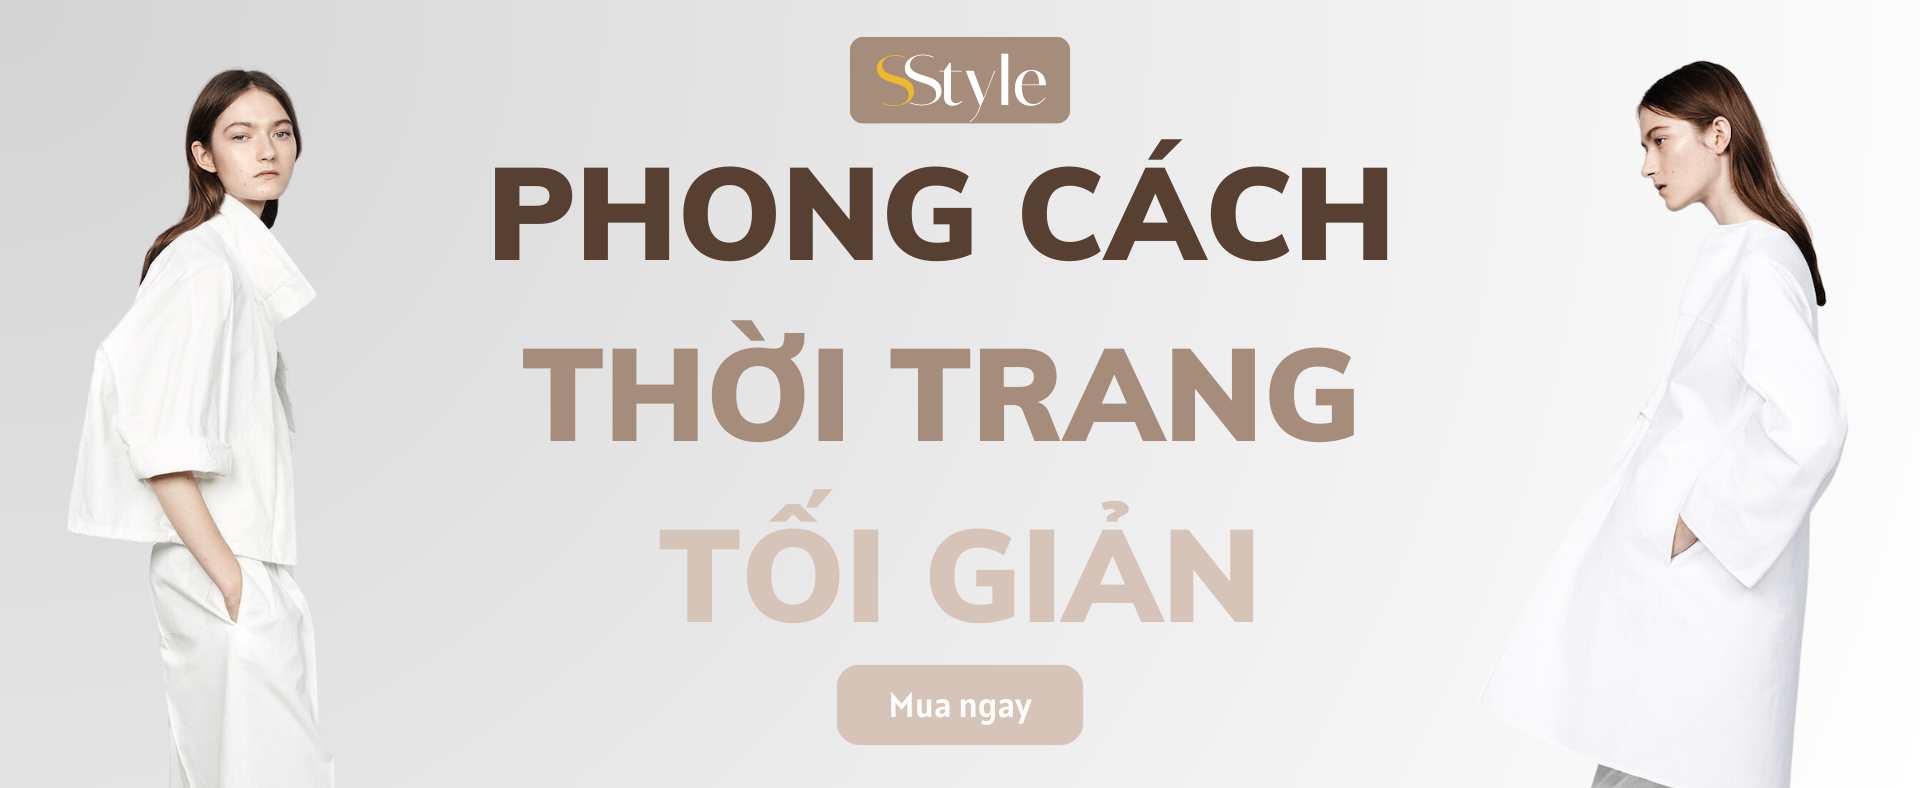 SStyle
PHONG CÁCH
THỜI TRANG
TỐI GIẢN
Mua ngay